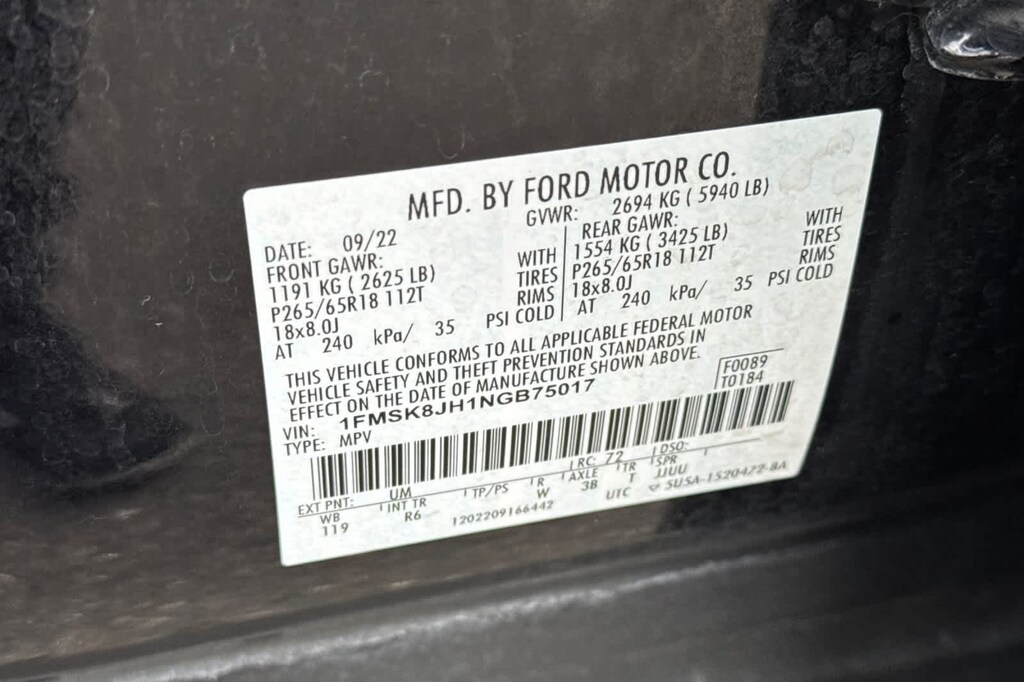 MFD. BY FORD MOTOR CO.
DATE: 09/22 GVWR: 2694 KG ( 5940 LB)
FRONT GAWR: WITH REAR GAWR: WITH
1191 KG ( 2625 LB) TIRES 1554 KG ( 3425 LB) TIRES
P265/65R18 112T RIMS P265/65R18 112T RIMS
18x8.0J PSI COLD 18x8.0J PSI COLD
AT 240 kPa/ 35 AT 240 kPa/ 35
THIS VEHICLE CONFORMS TO ALL APPLICABLE FEDERAL MOTOR
VEHICLE SAFETY AND THEFT PREVENTION STANDARDS IN
EFFECT ON THE DATE OF MANUFACTURE SHOWN ABOVE.
VIN: 1FMSK8JH1NGB75017 F0089
TYPE: MPV T0184
EXT PNT: UM RC: 72 DSO:
WB INT TR TP/PS R AXLE TR SPR
119 R6 W 3B T JJUU
1202209166442 UTC 5U5A-1520472-BA